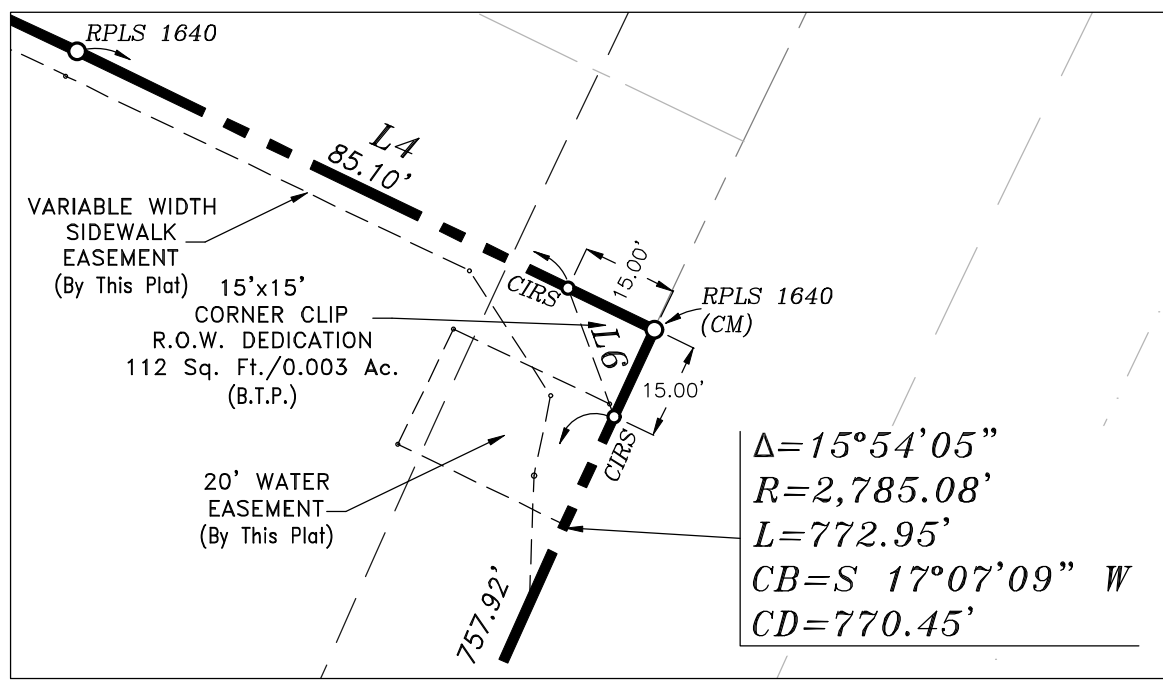 RPLS 1640
L4
85.10'
VARIABLE WIDTH
SIDEWALK
EASEMENT
(By This Plat)
15'x15'
CORNER CLIP
R.O.W. DEDICATION
112 Sq. Ft./0.003 Ac.
(B.T.P.)
CIRS
15.00'
RPLS 1640
(CM)
L6
15.00'
CIRS
20' WATER
EASEMENT
(By This Plat)
757.92'
Δ=15°54'05"
R=2,785.08'
L=772.95'
CB=S 17°07'09" W
CD=770.45'